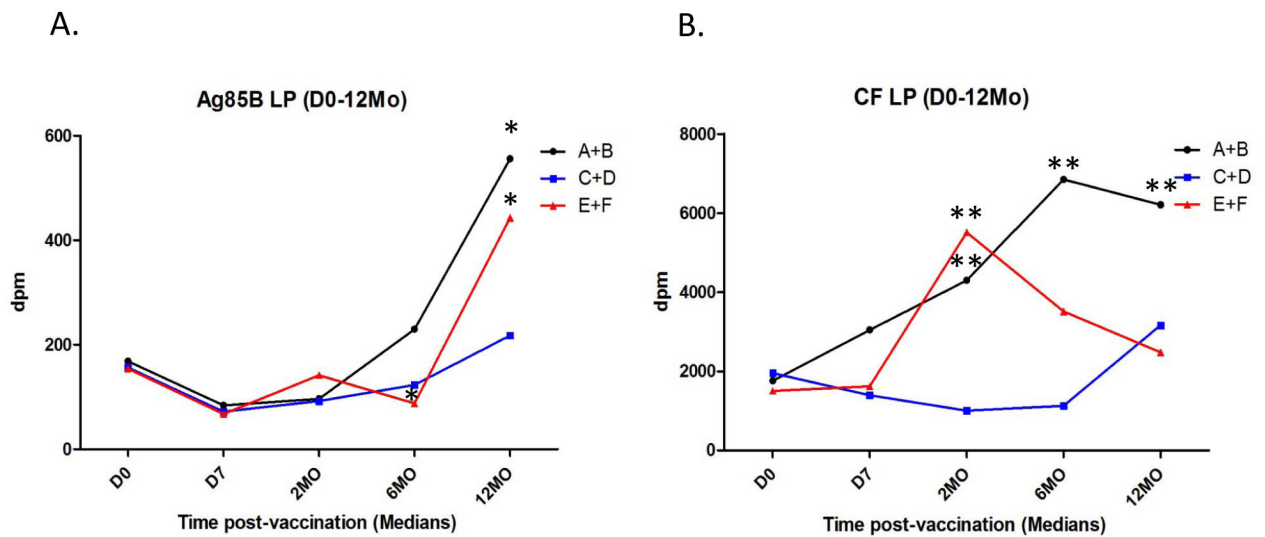 A.
Ag85B LP (D0-12Mo)
600
400
200
0
dpm
*
*
*
A+B
C+D
E+F
D0
D7
2MO
6MO
12MO
Time post-vaccination (Medians)
B.
CF LP (D0-12Mo)
8000
6000
4000
2000
0
dpm
**
**
**
**
A+B
C+D
E+F
D0
D7
2MO
6MO
12MO
Time post-vaccination (Medians)